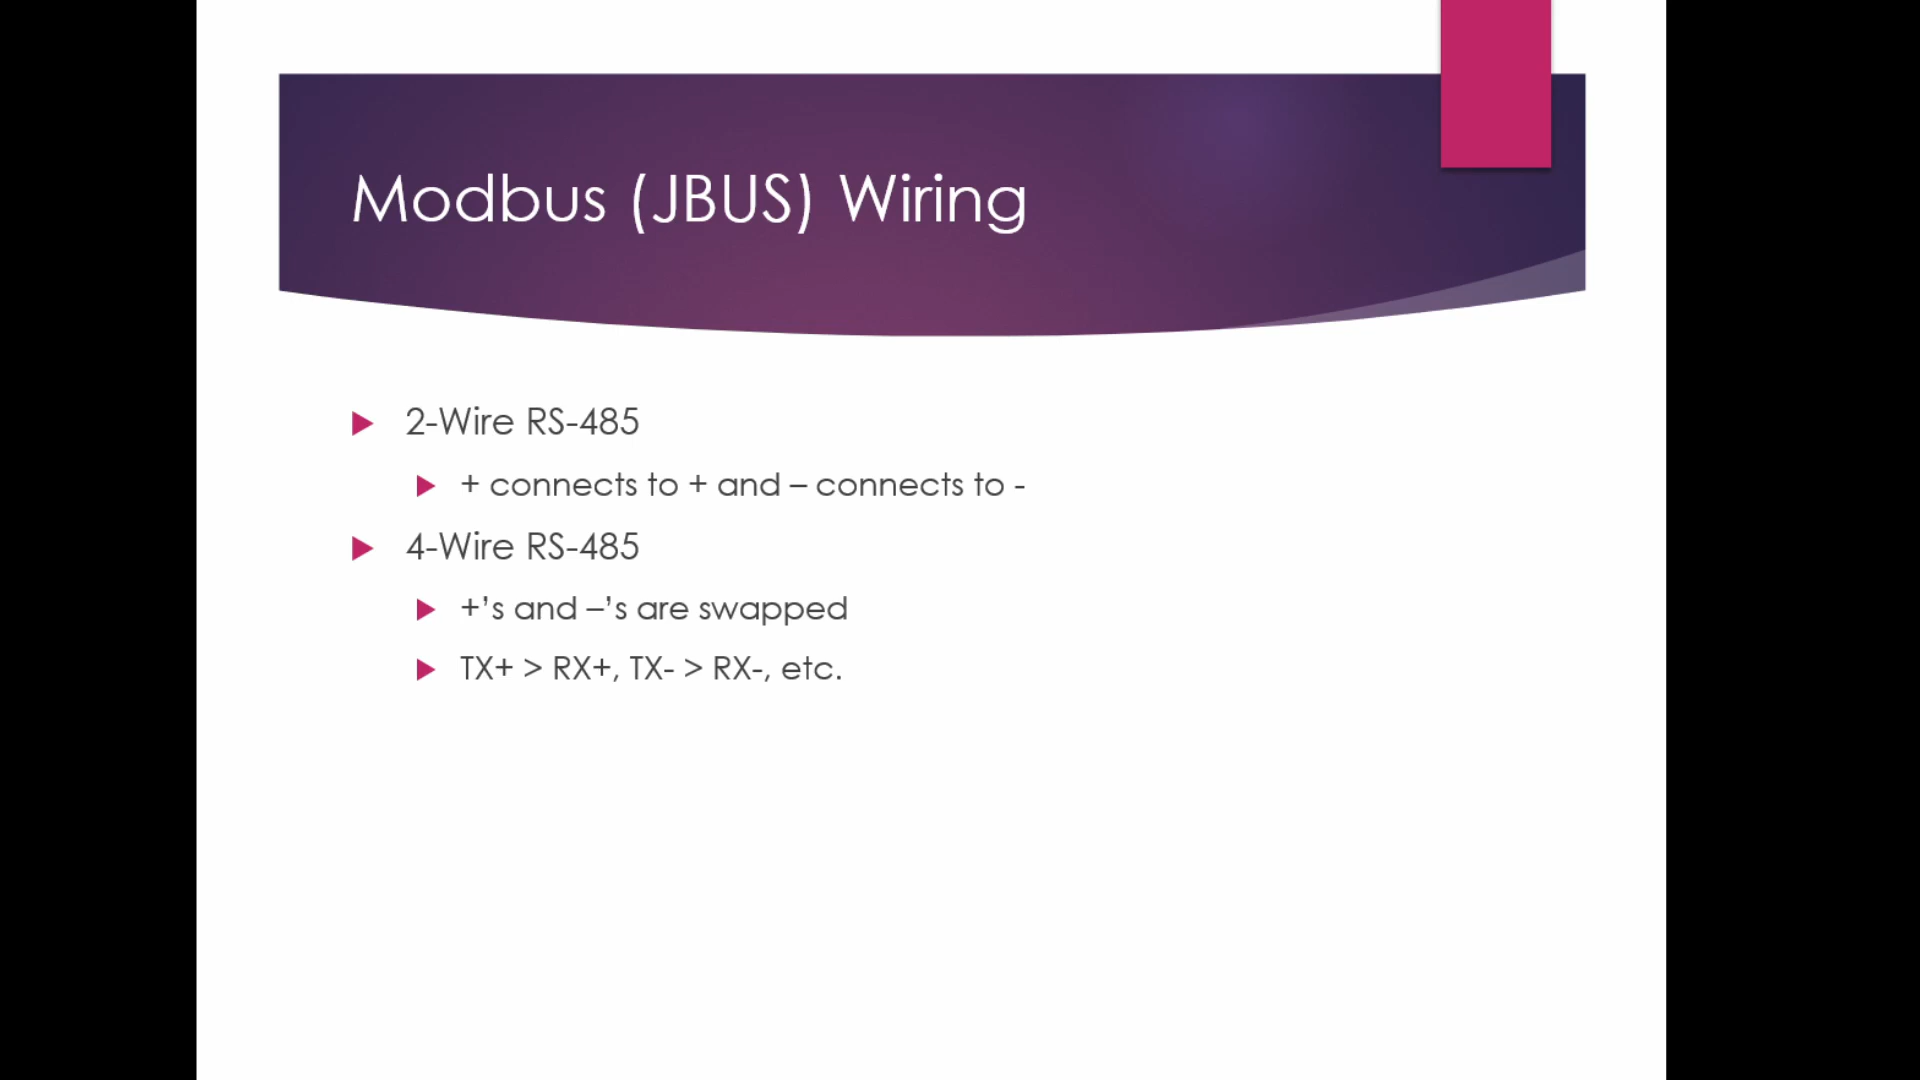 Modbus (JBUS) Wiring
2-Wire RS-485
+ connects to + and – connects to -
4-Wire RS-485
+’s and –’s are swapped
TX+ > RX+, TX- > RX-, etc.